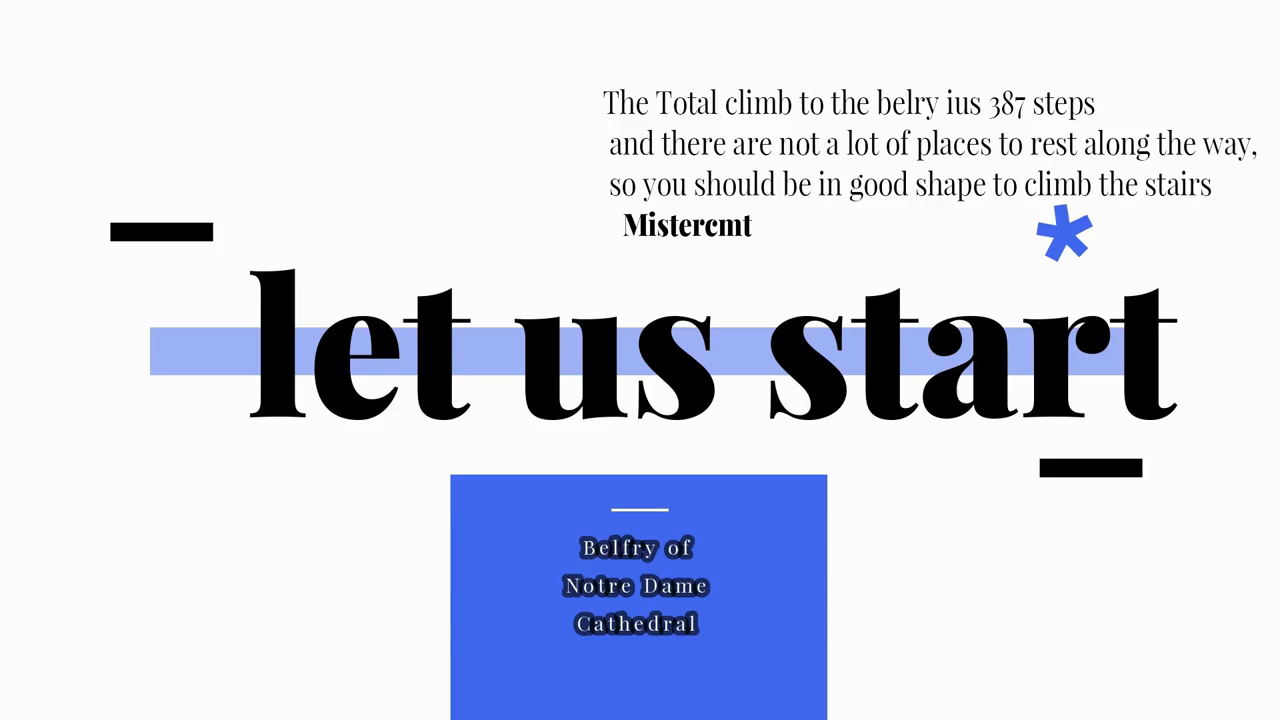 The Total climb to the belry ius 387 steps
and there are not a lot of places to rest along the way,
so you should be in good shape to climb the stairs
Mistercmt
*
let us start
Belfry of
Notre Dame
Cathedral